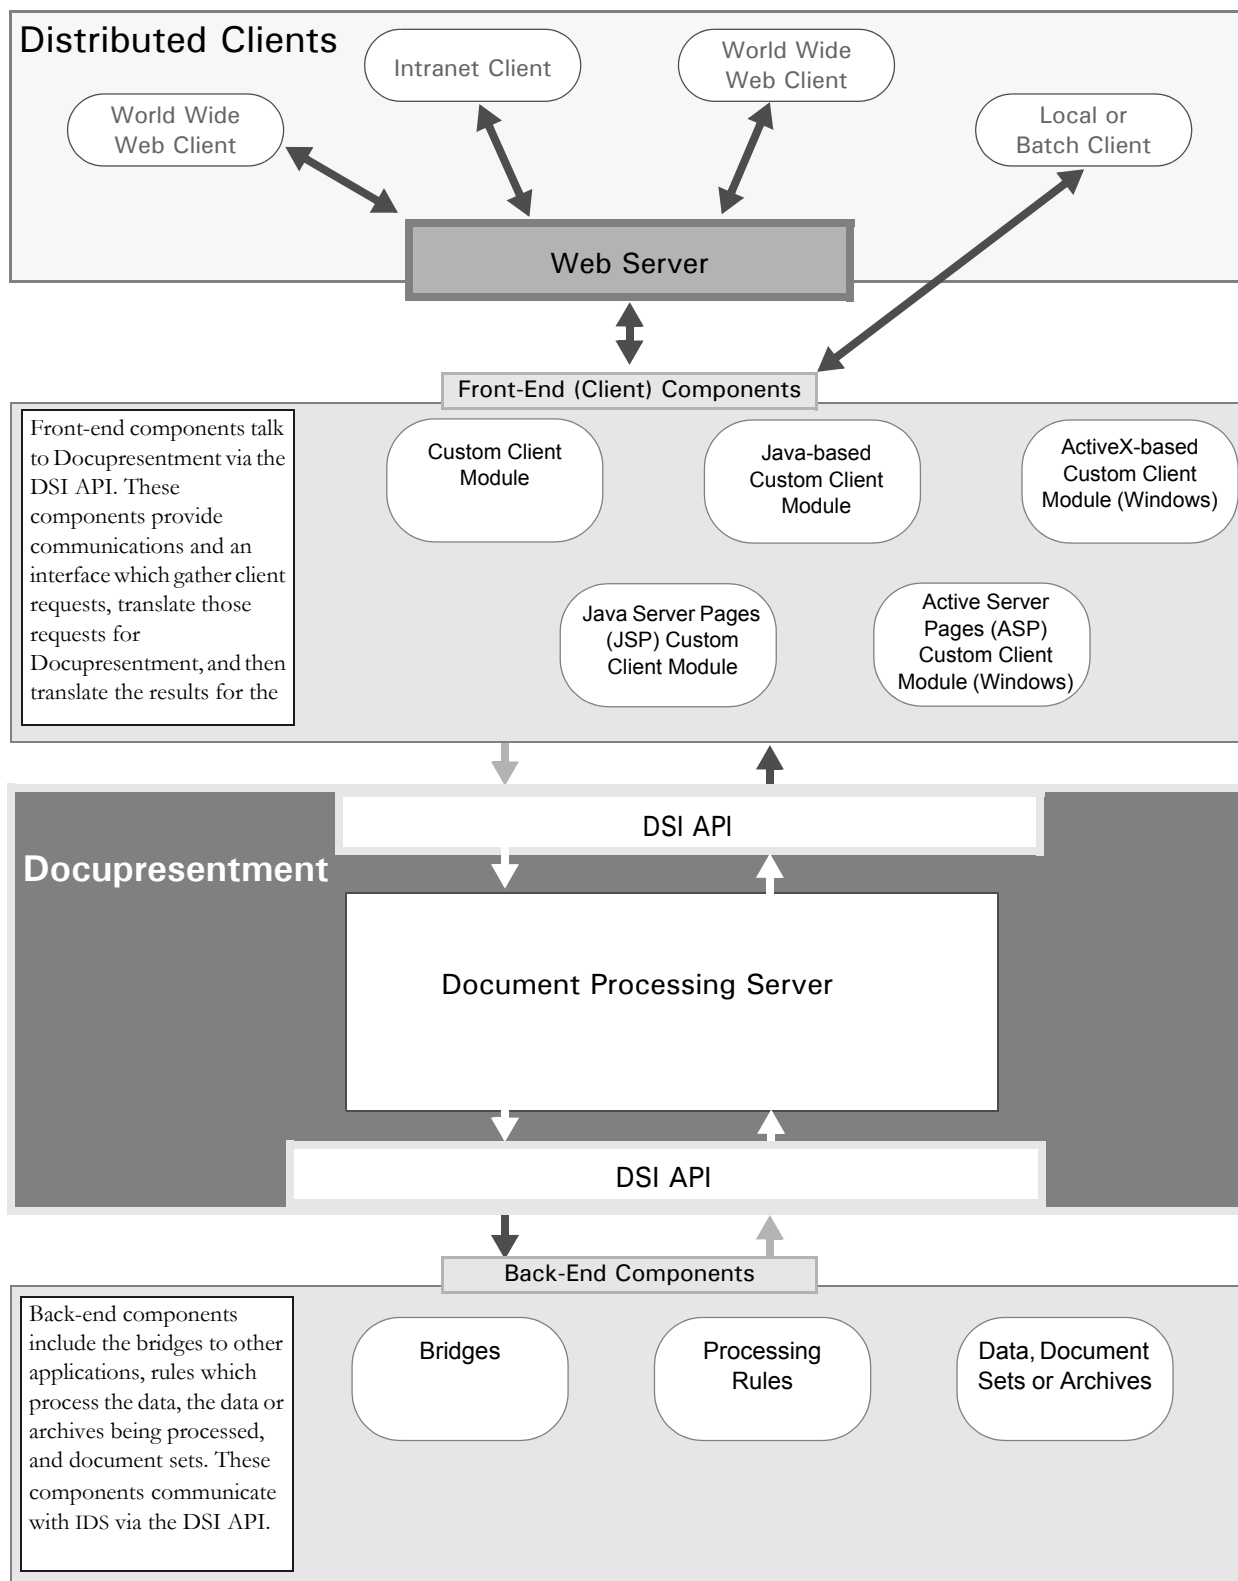 Distributed Clients
Intranet Client
World Wide
Web Client
World Wide
Web Client
Local or
Batch Client
Web Server
Front-End (Client) Components
Front-end components talk
to Docupresentment via the
DSI API. These
components provide
communications and an
interface which gather client
requests, translate those
requests for
Docupresentment, and then
translate the results for the
Custom Client
Module
Java-based
Custom Client
Module
ActiveX-based
Custom Client
Module (Windows)
Java Server Pages
(JSP) Custom
Client Module
Active Server
Pages (ASP)
Custom Client
Module (Windows)
DSI API
Docupresentment
Document Processing Server
DSI API
Back-End Components
Back-end components
include the bridges to other
applications, rules which
process the data, the data or
archives being processed,
and document sets. These
components communicate
with IDS via the DSI API.
Bridges
Processing
Rules
Data, Document
Sets or Archives